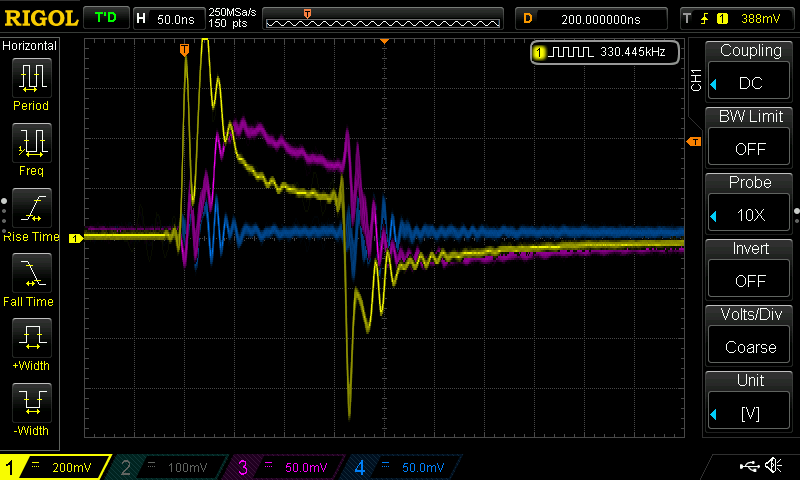 RIGOL T'D H 50.0ns 250MSa/s 150 pts D 200.000000ns T 1 388mV
Horizontal
1 330.445kHz
Coupling
DC
CH1
Period
BW Limit
OFF
Freq
Probe
10X
Rise Time
Invert
OFF
Fall Time
Volts/Div
Coarse
+Width
Unit
[V]
-Width
T
T
1
1 200mV 2 100mV 3 50.0mV 4 50.0mV